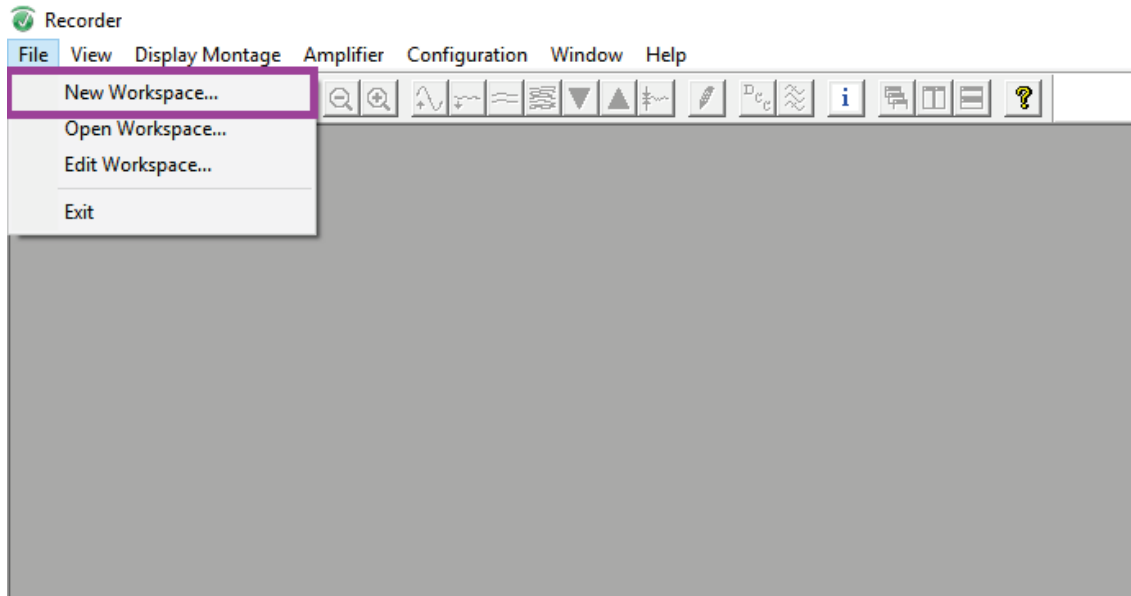 Recorder
File View Display Montage Amplifier Configuration Window Help
New Workspace...
Open Workspace...
Edit Workspace...
Exit
D C C i ?